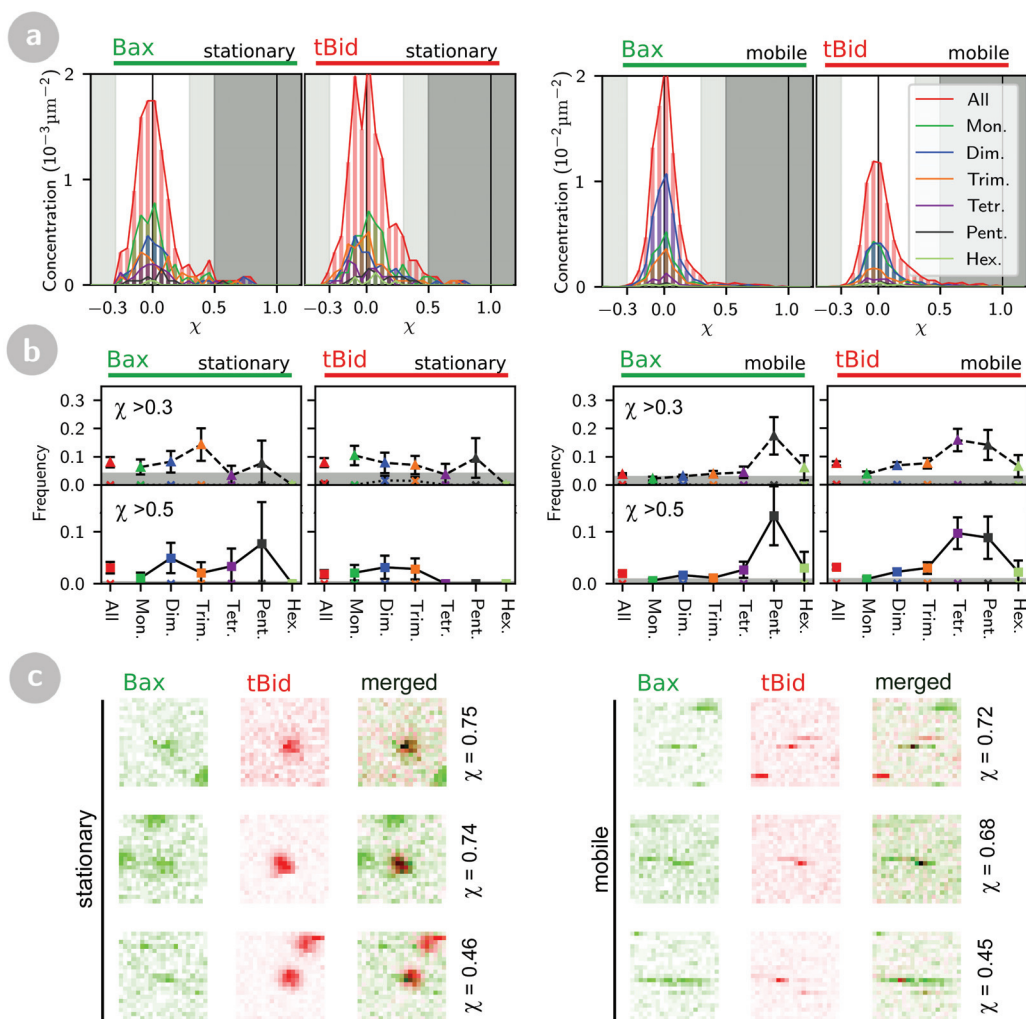 a
Bax stationary
tBid stationary
Bax mobile
tBid mobile
Concentration (10⁻³µm⁻²)
2
1
0
−0.3 0.0 1.0
χ
−0.3 0.0 1.0
χ
Concentration (10⁻²µm⁻²)
2
1
0
−0.3 0.0 1.0
χ
−0.3 0.0 1.0
χ
All
Mon.
Dim.
Trim.
Tetr.
Pent.
Hex.
b
Bax stationary
tBid stationary
Bax mobile
tBid mobile
Frequency
χ >0.3
0.3
0.2
0.1
0.0
χ >0.5
0.1
0.0
All Mon. Dim. Trim. Tetr. Pent. Hex.
All Mon. Dim. Trim. Tetr. Pent. Hex.
Frequency
χ >0.3
0.3
0.2
0.1
0.0
χ >0.5
0.1
0.0
All Mon. Dim. Trim. Tetr. Pent. Hex.
All Mon. Dim. Trim. Tetr. Pent. Hex.
c
Bax tBid merged
stationary
χ = 0.75
χ = 0.74
χ = 0.46
Bax tBid merged
mobile
χ = 0.72
χ = 0.68
χ = 0.45